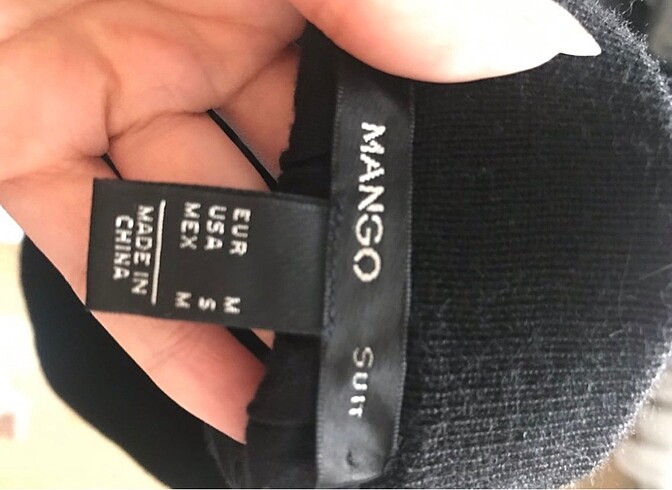 MANGO Suit
EUR M
USA S
MEX M
MADE IN
CHINA